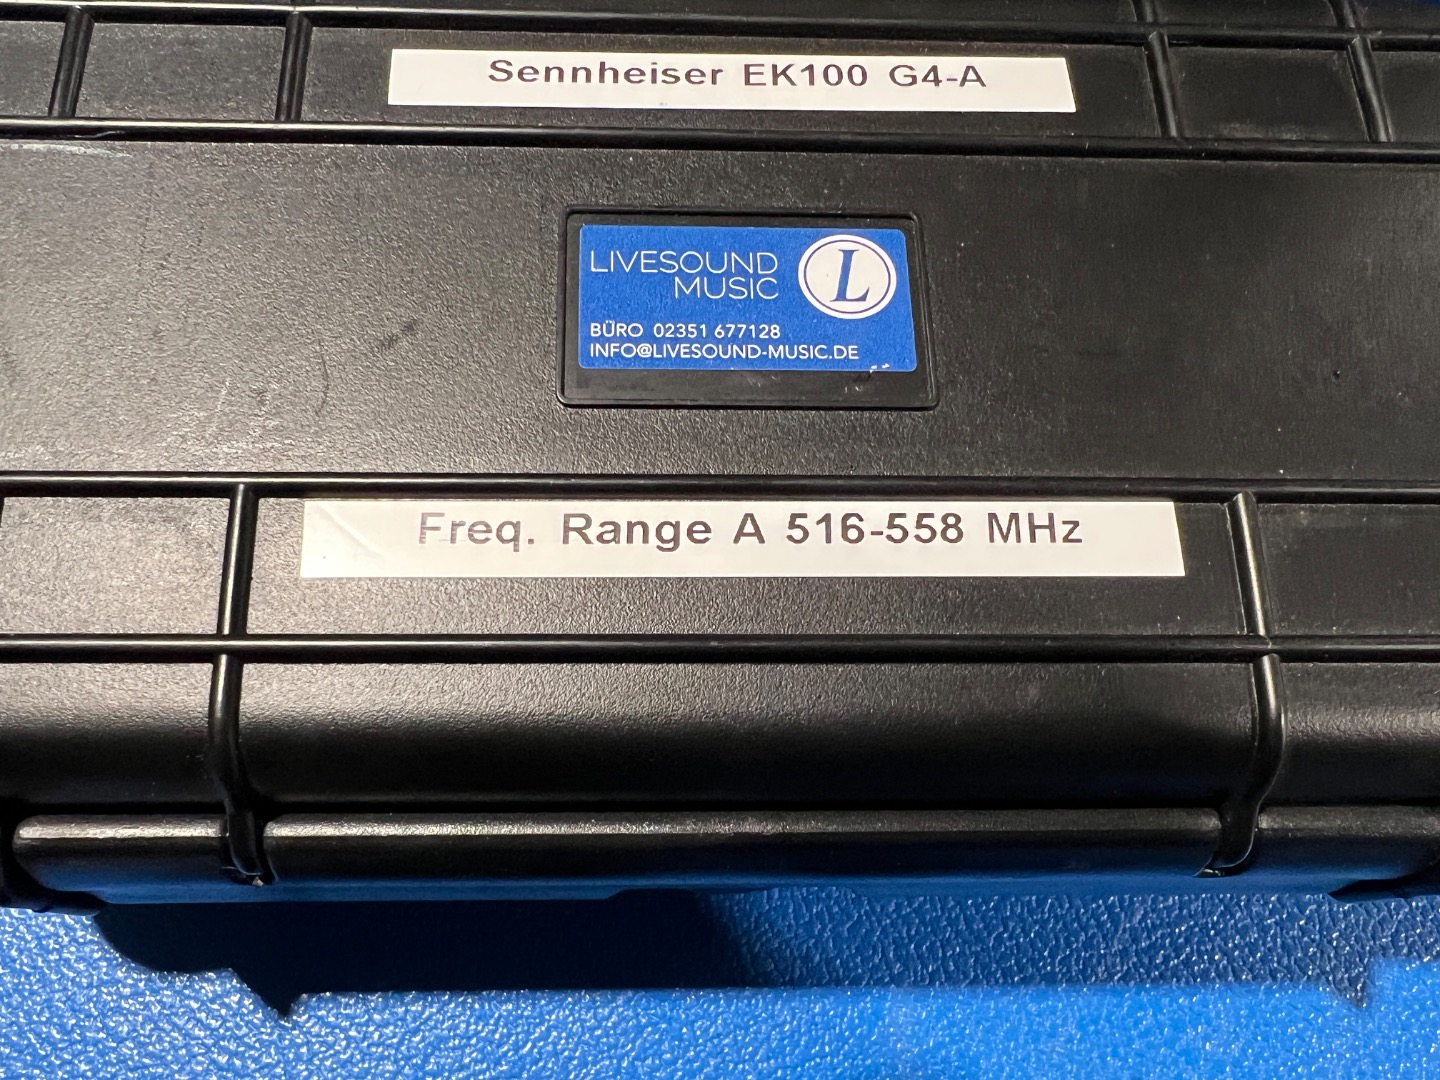 Sennheiser EK100 G4-A
LIVESOUND
MUSIC
L
BÜRO 02351 677128
INFO@LIVESOUND-MUSIC.DE
Freq. Range A 516-558 MHz